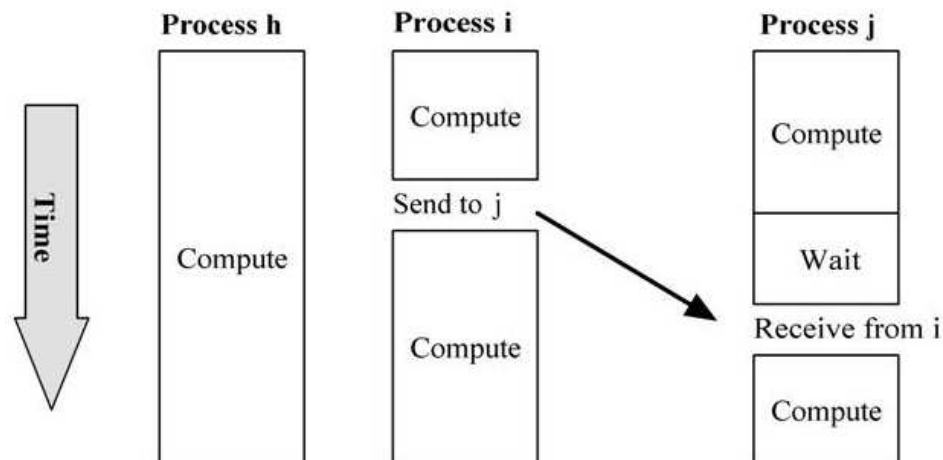 Process h
Process i
Process j
Time
Compute
Compute
Compute
Send to j
Wait
Compute
Receive from i
Compute